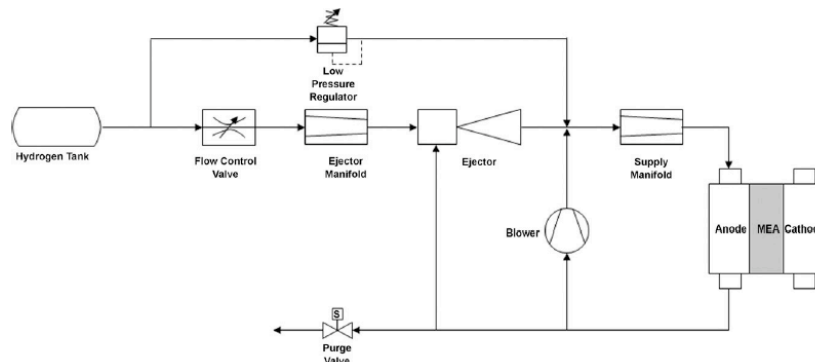 Low
Pressure
Regulator
Hydrogen Tank
Flow Control
Valve
Ejector
Manifold
Ejector
Supply
Manifold
Blower
Anode
MEA
Cathod
S
Purge
Valve